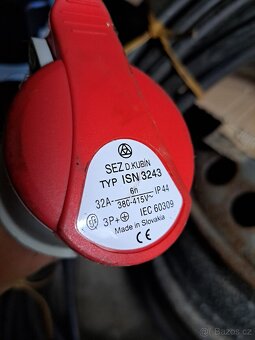 SEZ D.KUBÍN
TYP ISN 3243
32A- 6h/380-415V~ IP44
3P+⏚ IEC 60309
Made in Slovakia
CE
Bazos.cz